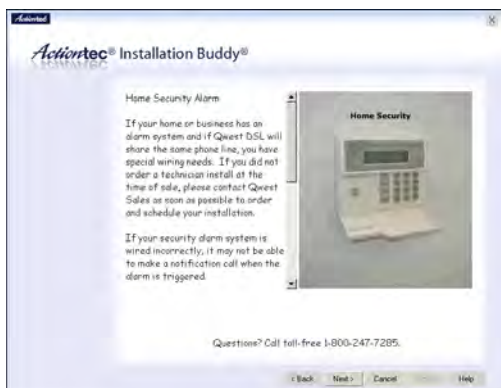 Actiontec
Actiontec® Installation Buddy®
Home Security Alarm
If your home or business has an
alarm system and if Qwest DSL will
share the same phone line, you have
special wiring needs. If you did not
order a technician install at the
time of sale, please contact Qwest
Sales as soon as possible to order
and schedule your installation.
If your security alarm system is
wired incorrectly, it may not be able
to make a notification call when the
alarm is triggered.
Home Security
Questions? Call toll-free 1-800-247-7285.
< Back
Next >
Cancel
Help